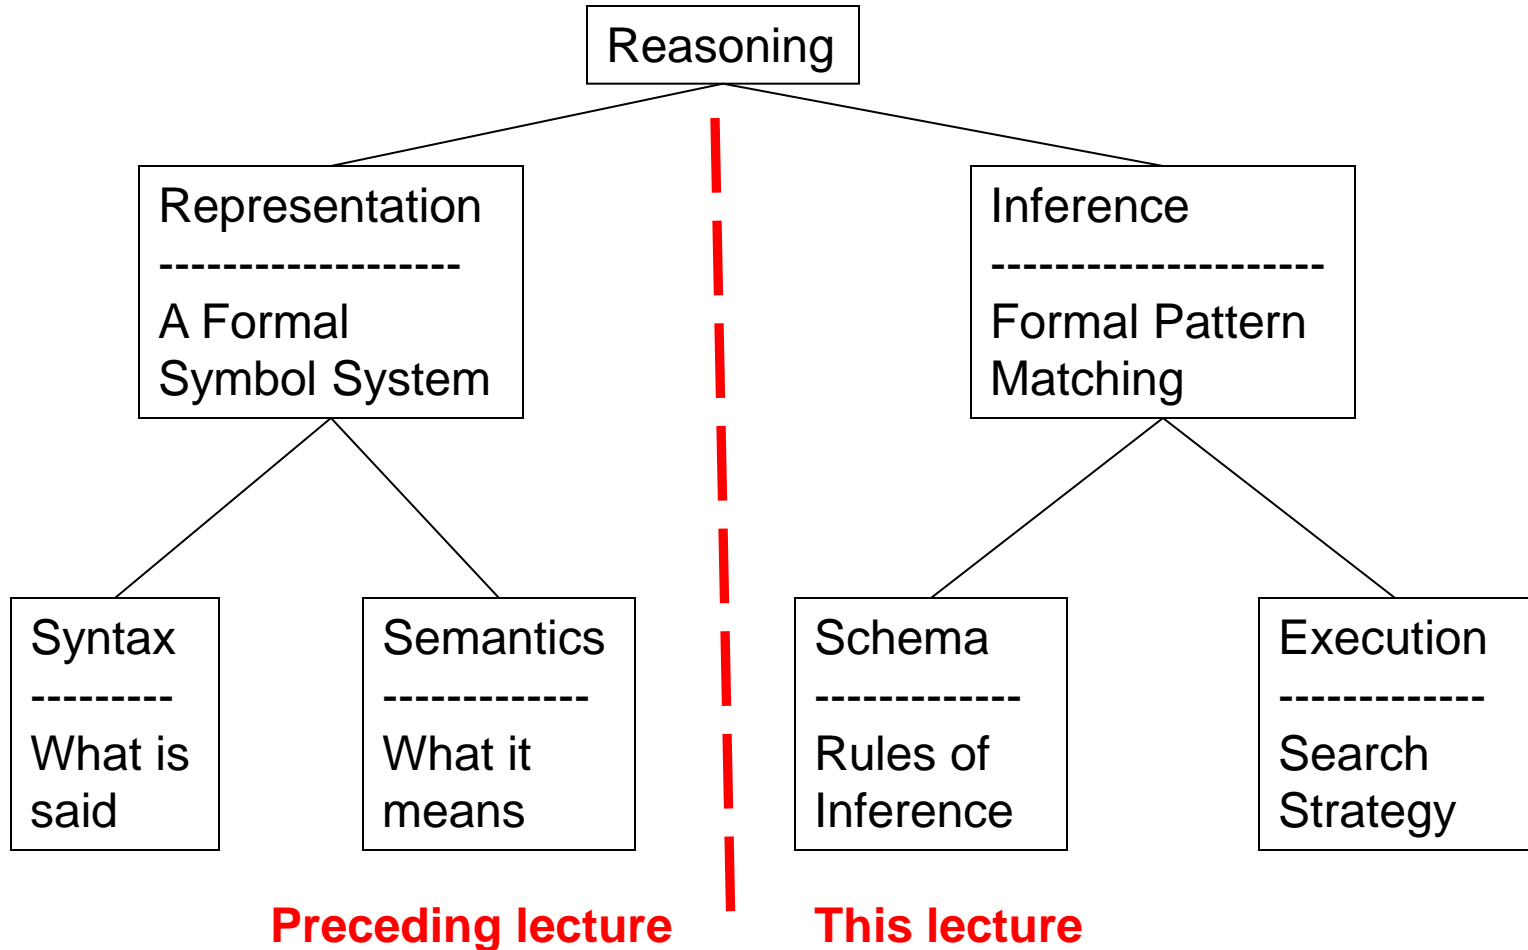 Reasoning
Representation
-------------------
A Formal
Symbol System
Inference
---------------------
Formal Pattern
Matching
Syntax
---------
What is
said
Semantics
-------------
What it
means
Schema
-------------
Rules of
Inference
Execution
-------------
Search
Strategy
Preceding lecture
This lecture